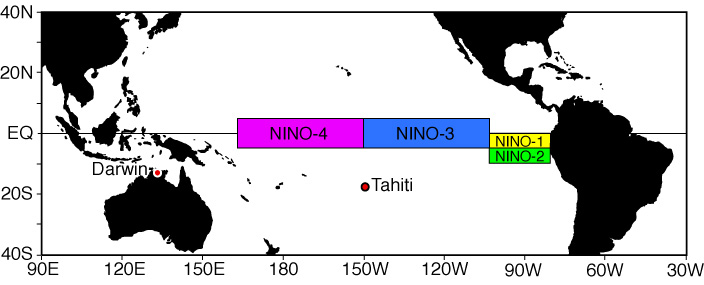 40N
20N
EQ
NINO-4
NINO-3
NINO-1
NINO-2
Darwin
Tahiti
20S
40S
90E
120E
150E
180
150W
120W
90W
60W
30W